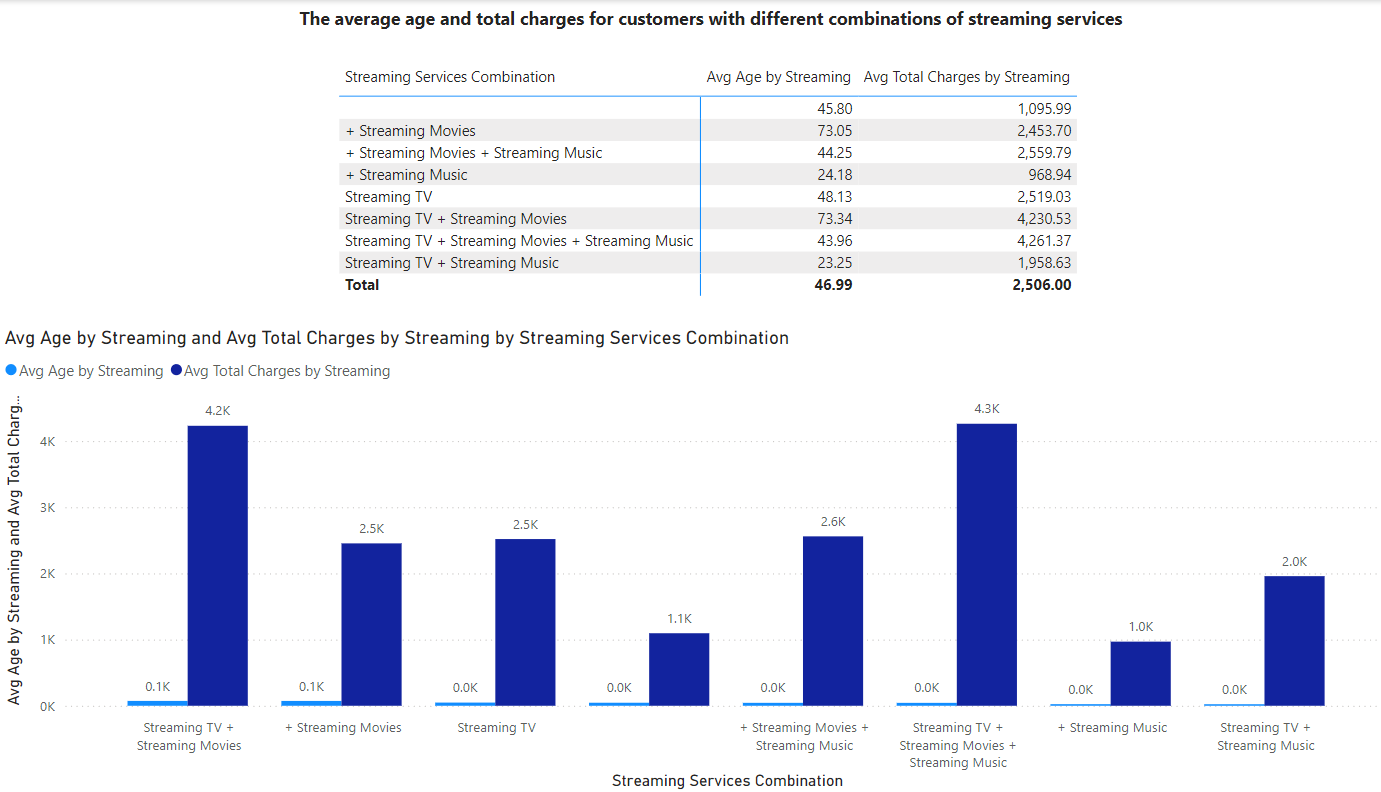 The average age and total charges for customers with different combinations of streaming services
Streaming Services Combination Avg Age by Streaming Avg Total Charges by Streaming
45.80 1,095.99
+ Streaming Movies 73.05 2,453.70
+ Streaming Movies + Streaming Music 44.25 2,559.79
+ Streaming Music 24.18 968.94
Streaming TV 48.13 2,519.03
Streaming TV + Streaming Movies 73.34 4,230.53
Streaming TV + Streaming Movies + Streaming Music 43.96 4,261.37
Streaming TV + Streaming Music 23.25 1,958.63
Total 46.99 2,506.00
Avg Age by Streaming and Avg Total Charges by Streaming by Streaming Services Combination
Avg Age by Streaming Avg Total Charges by Streaming
Avg Age by Streaming and Avg Total Charg...
4K
3K
2K
1K
0K
0.1K 4.2K
0.1K 2.5K
0.0K 2.5K
0.0K 1.1K
0.0K 2.6K
0.0K 4.3K
0.0K 1.0K
0.0K 2.0K
Streaming TV +
Streaming Movies
+ Streaming Movies
Streaming TV
+ Streaming Movies +
Streaming Music
Streaming TV +
Streaming Movies +
Streaming Music
+ Streaming Music
Streaming TV +
Streaming Music
Streaming Services Combination